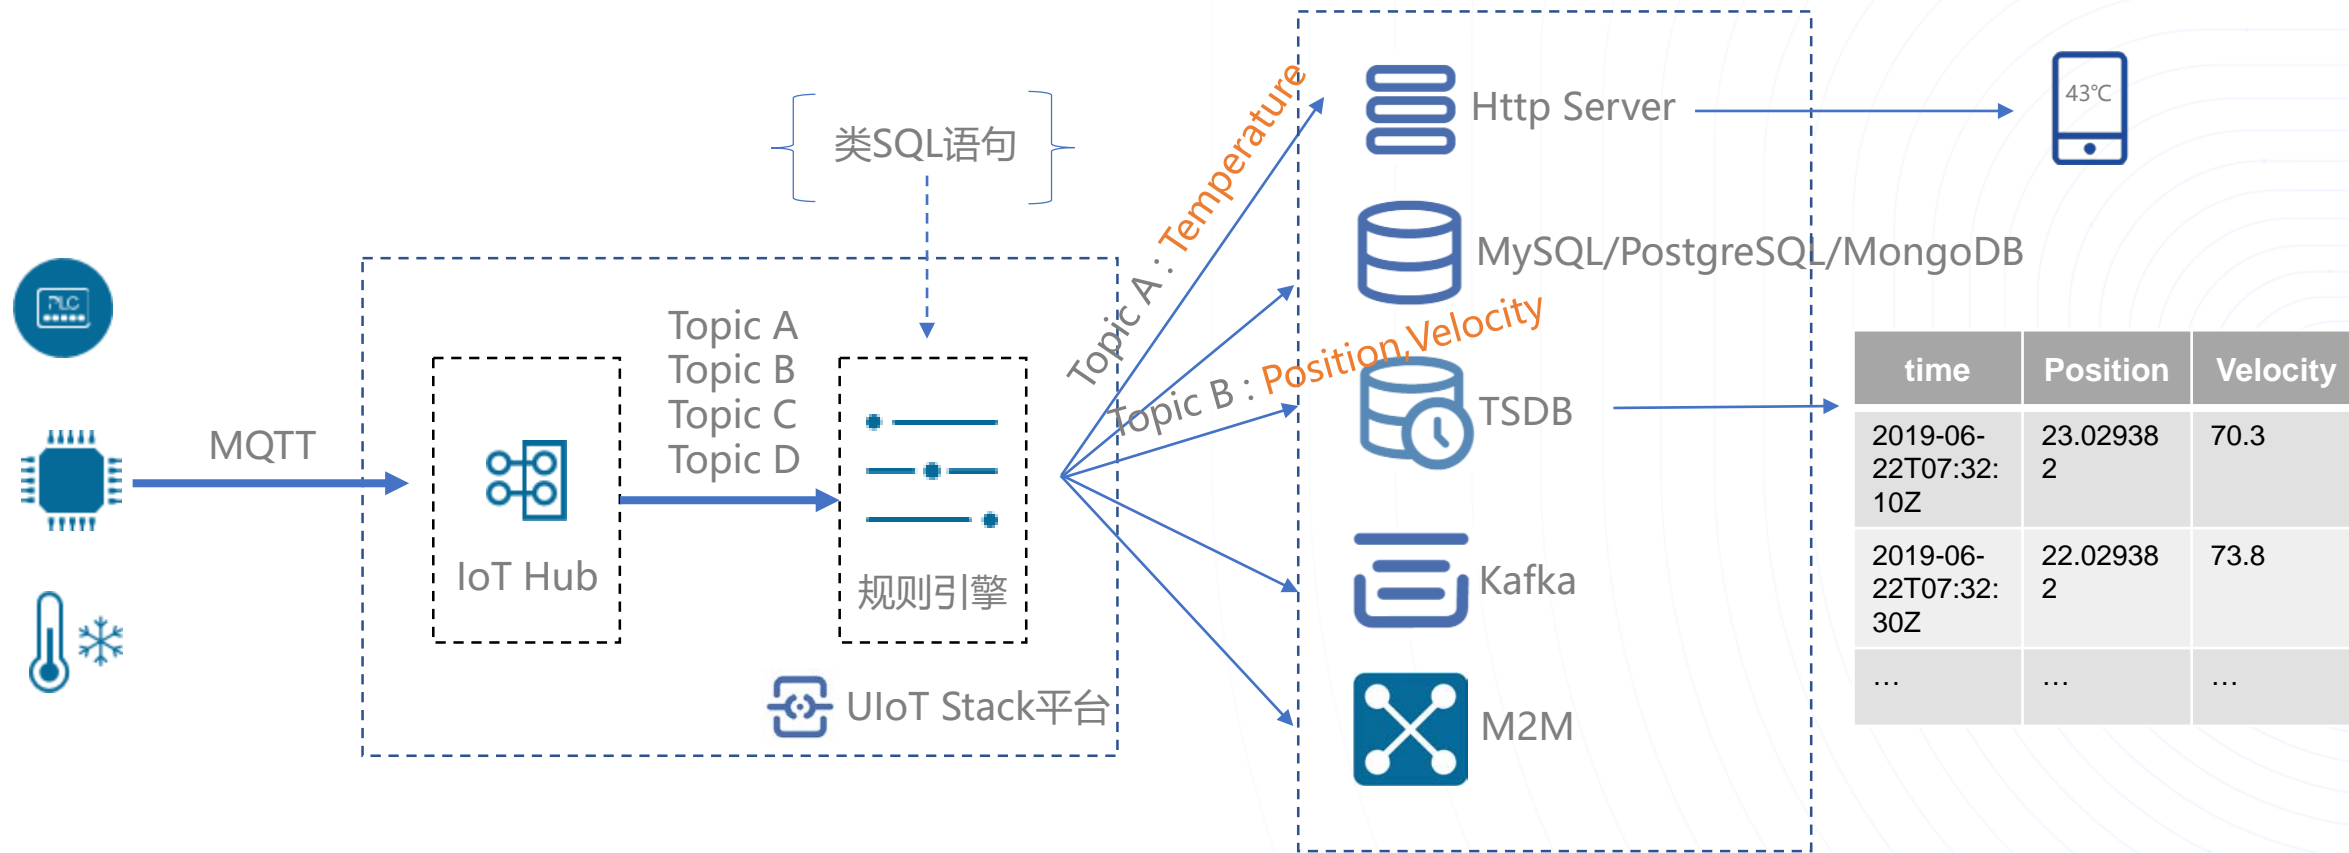 PLC
MQTT
IoT Hub
Topic A
Topic B
Topic C
Topic D
类SQL语句
规则引擎
UIoT Stack平台
Topic A : Temperature
Topic B : Position,Velocity
Http Server
MySQL/PostgreSQL/MongoDB
TSDB
Kafka
M2M
43℃
time Position Velocity
2019-06- 23.02938 70.3
22T07:32: 2
10Z
2019-06- 22.02938 73.8
22T07:32: 2
30Z
… … …